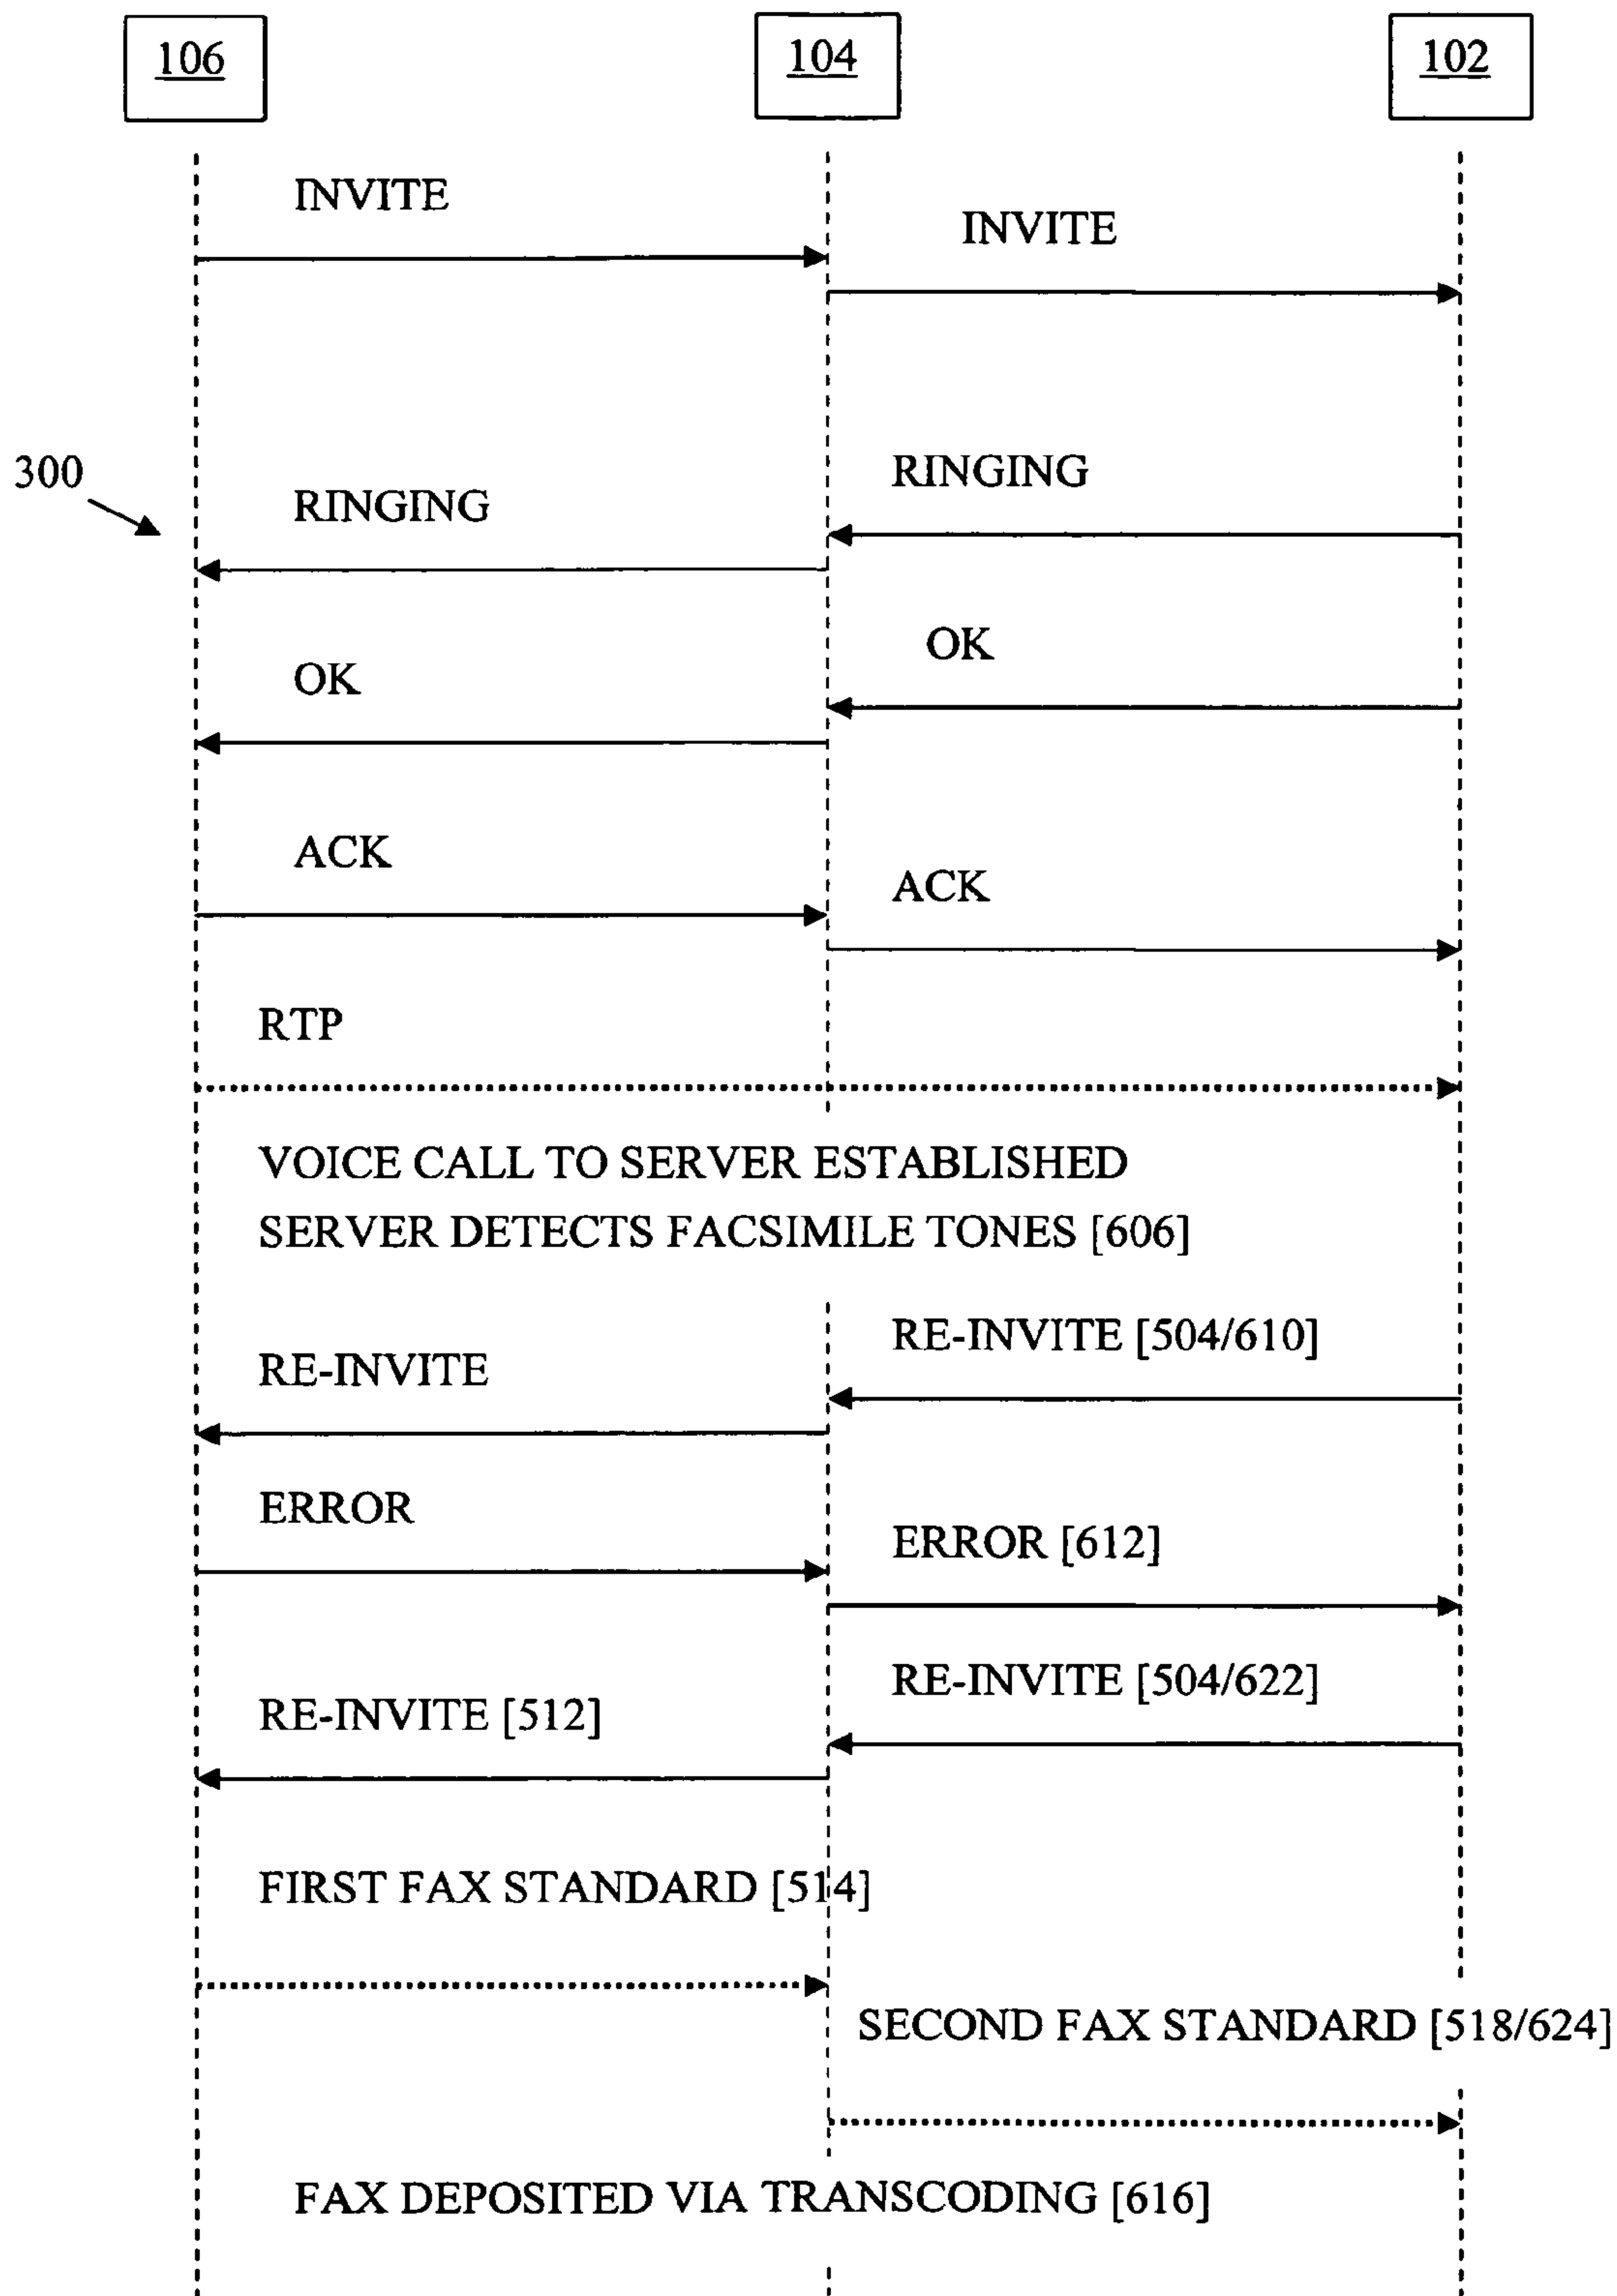 106
104
102
INVITE
INVITE
300
RINGING
RINGING
OK
OK
ACK
ACK
RTP
VOICE CALL TO SERVER ESTABLISHED
SERVER DETECTS FACSIMILE TONES [606]
RE-INVITE [504/610]
RE-INVITE
ERROR
ERROR [612]
RE-INVITE [504/622]
RE-INVITE [512]
FIRST FAX STANDARD [514]
SECOND FAX STANDARD [518/624]
FAX DEPOSITED VIA TRANSCODING [616]